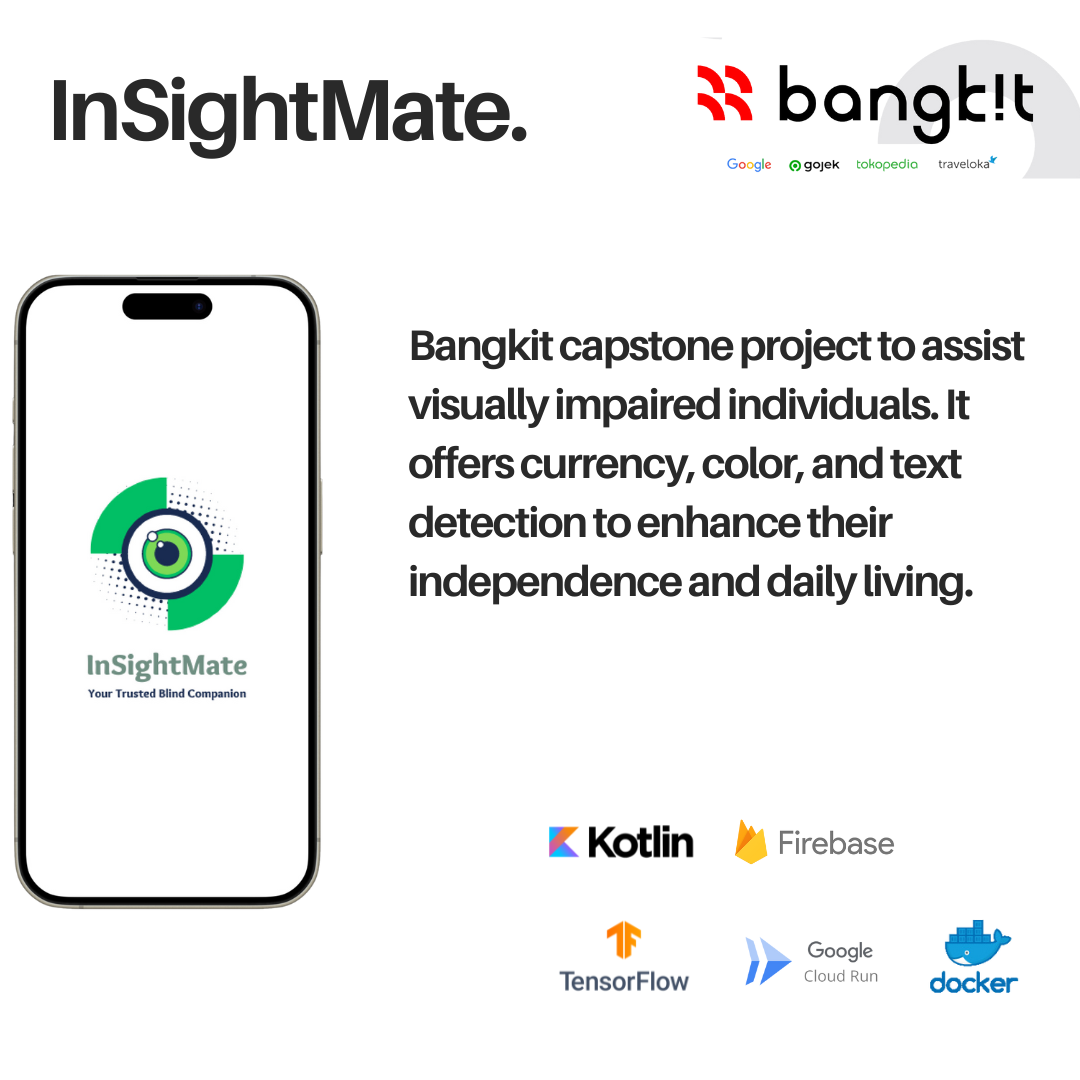 InSightMate.
bangk!t
Google gojek tokopedia traveloka
Bangkit capstone project to assist
visually impaired individuals. It
offers currency, color, and text
detection to enhance their
independence and daily living.
InSightMate
Your Trusted Blind Companion
Kotlin
Firebase
TensorFlow
Google
Cloud Run
docker